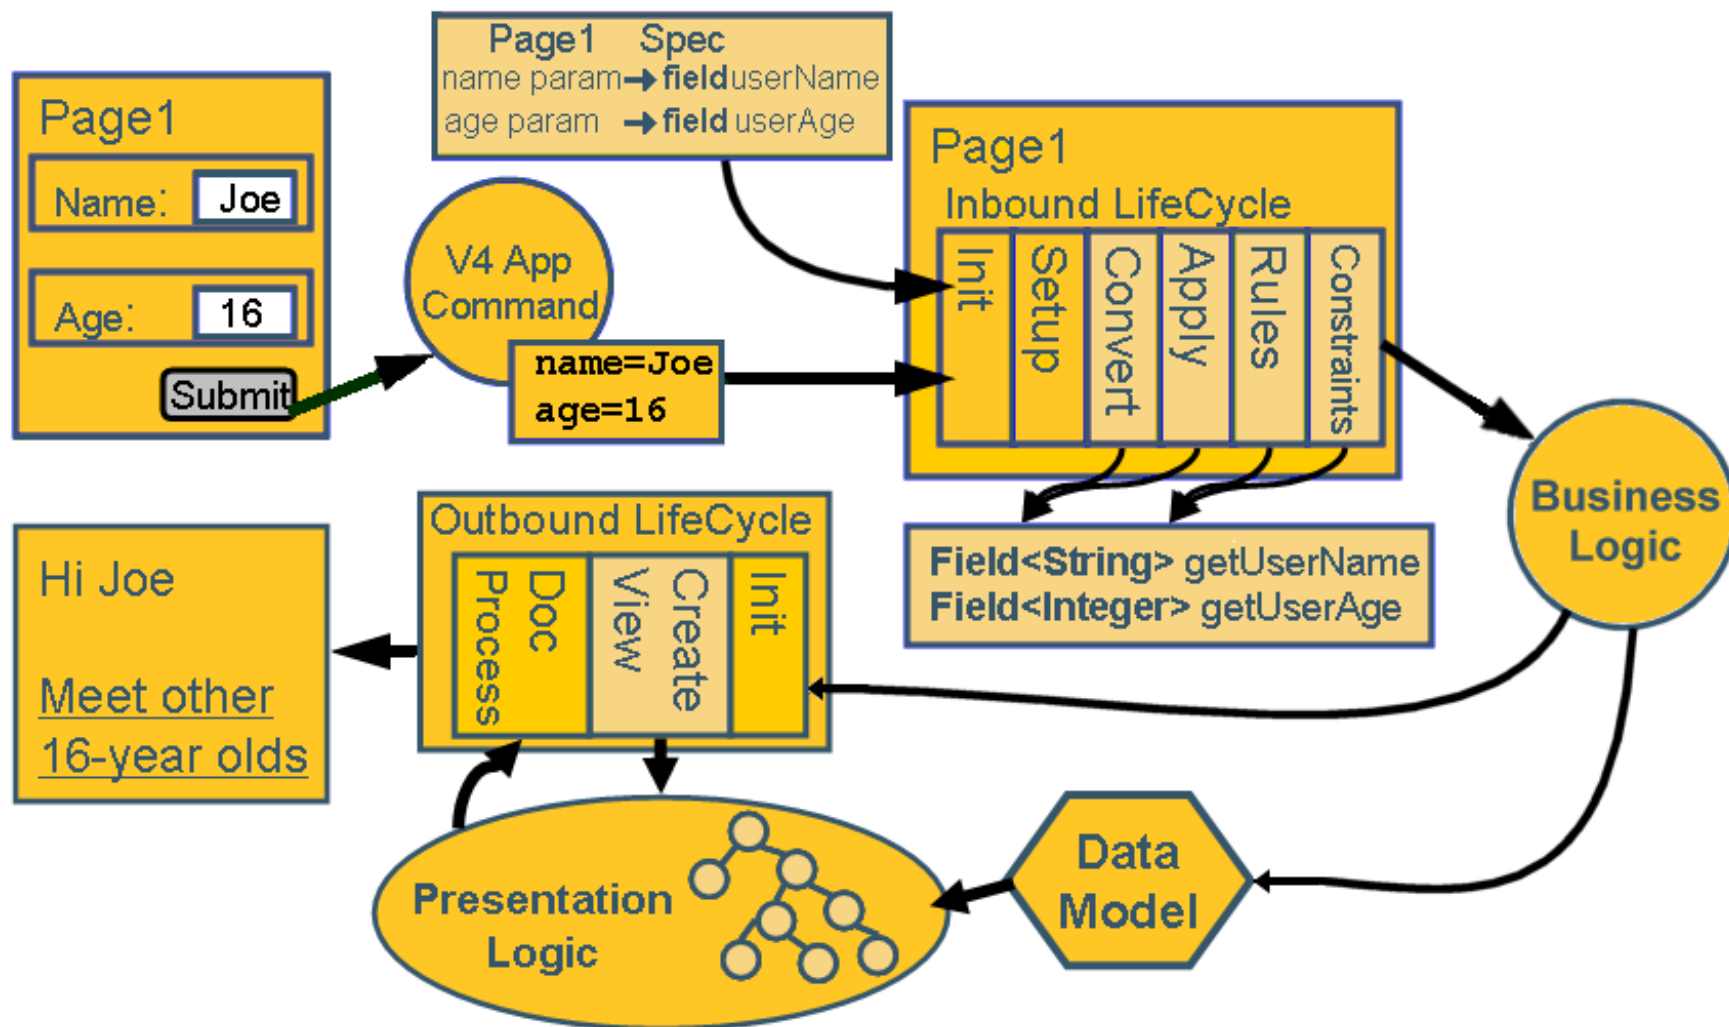 Page1 Spec
name param field userName
age param field userAge
Page1
Name: Joe
Age: 16
Submit
V4 App
Command
name=Joe
age=16
Page1
Inbound LifeCycle
Init
Setup
Convert
Apply
Rules
Constraints
Business
Logic
Field<String> getUserName
Field<Integer> getUserAge
Outbound LifeCycle
Doc
Process
Create
View
Init
Hi Joe
Meet other
16-year olds
Presentation
Logic
Data
Model